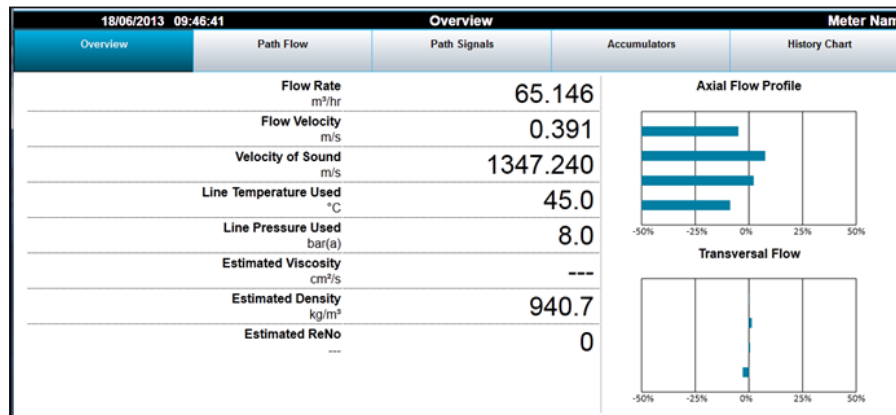 18/06/2013 09:46:41 Overview Meter Nam
Overview Path Flow Path Signals Accumulators History Chart
Flow Rate
m³/hr
65.146
Flow Velocity
m/s
0.391
Velocity of Sound
m/s
1347.240
Line Temperature Used
°C
45.0
Line Pressure Used
bar(a)
8.0
Estimated Viscosity
cm²/s
---
Estimated Density
kg/m³
940.7
Estimated ReNo
---
0
Axial Flow Profile
-50% -25% 0% 25% 50%
Transversal Flow
-50% -25% 0% 25% 50%